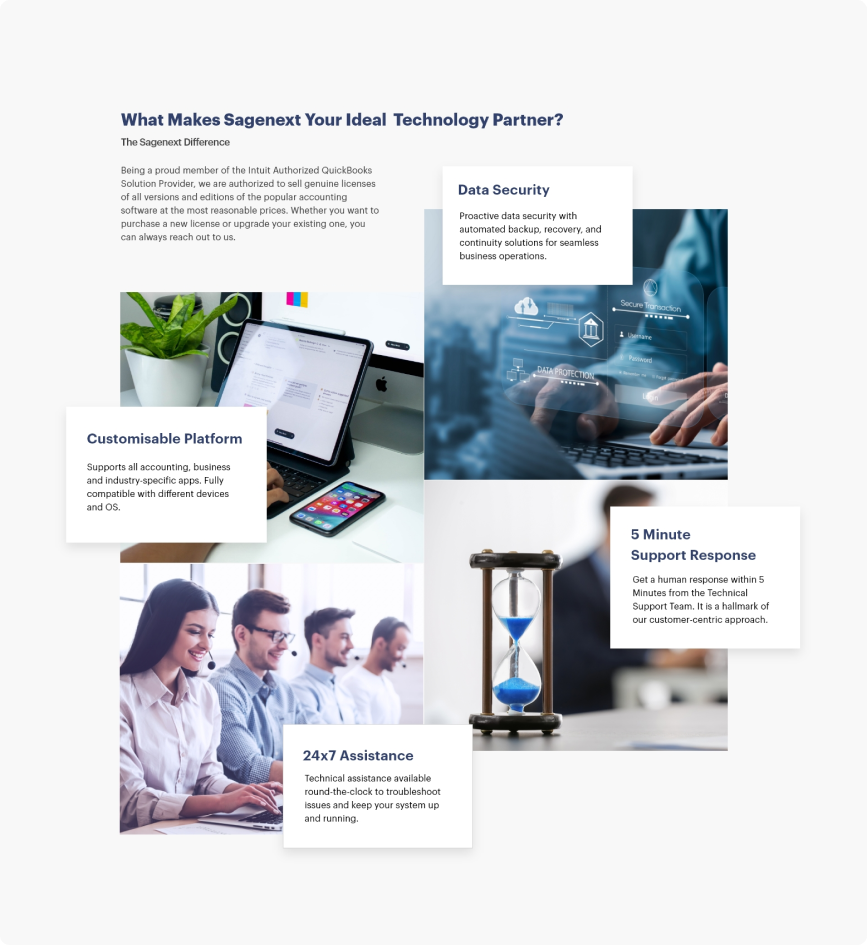 What Makes Sagenext Your Ideal Technology Partner?
The Sagenext Difference
Being a proud member of the Intuit Authorized QuickBooks
Solution Provider, we are authorized to sell genuine licenses
of all versions and editions of the popular accounting
software at the most reasonable prices. Whether you want to
purchase a new license or upgrade your existing one, you
can always reach out to us.
Data Security
Proactive data security with
automated backup, recovery, and
continuity solutions for seamless
business operations.
Secure Transaction
Username
Password
DATA PROTECTION
Login
Customisable Platform
Supports all accounting, business
and industry-specific apps. Fully
compatible with different devices
and OS.
5 Minute
Support Response
Get a human response within 5
Minutes from the Technical
Support Team. It is a hallmark of
our customer-centric approach.
24x7 Assistance
Technical assistance available
round-the-clock to troubleshoot
issues and keep your system up
and running.